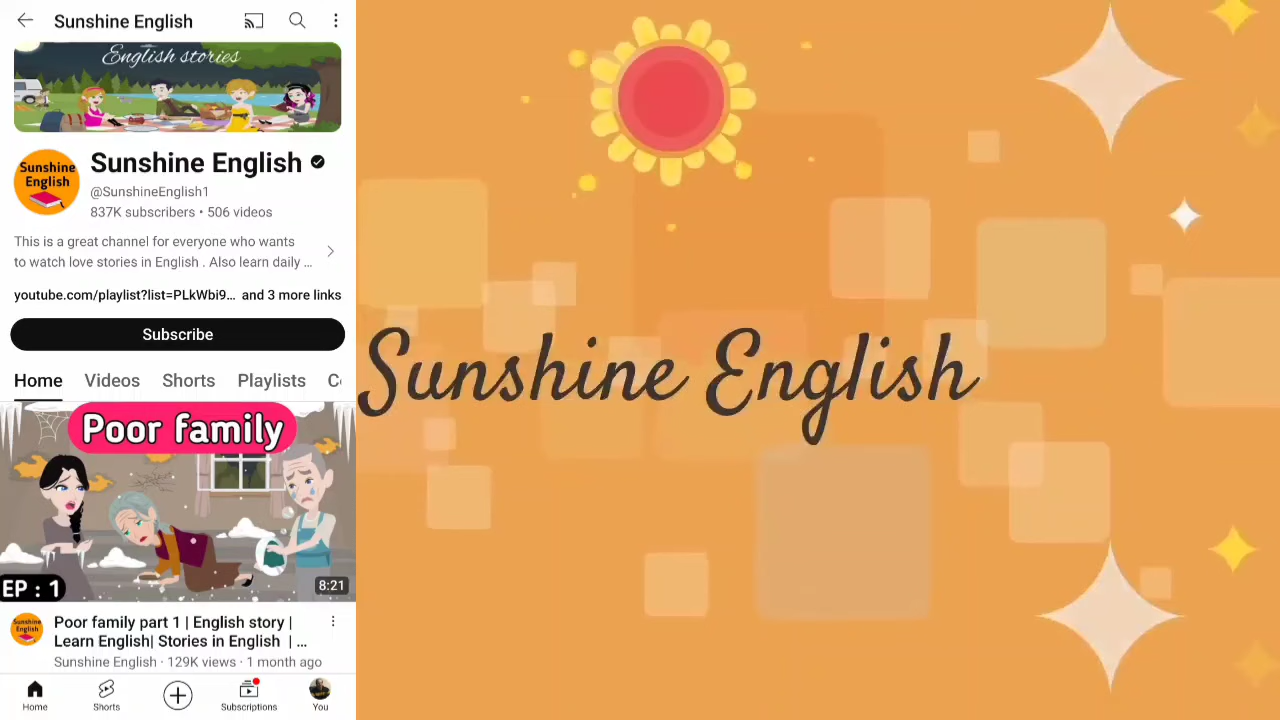 Sunshine English
English stories
Sunshine English
Sunshine English
@SunshineEnglish1
837K subscribers • 506 videos
This is a great channel for everyone who wants
to watch love stories in English . Also learn daily ...
youtube.com/playlist?list=PLkWbi9... and 3 more links
Subscribe
Home Videos Shorts Playlists
Poor family
EP : 1
8:21
Sunshine English
Poor family part 1 | English story |
Learn English| Stories in English | ...
Sunshine English · 129K views · 1 month ago
Home Shorts Subscriptions You
Sunshine English